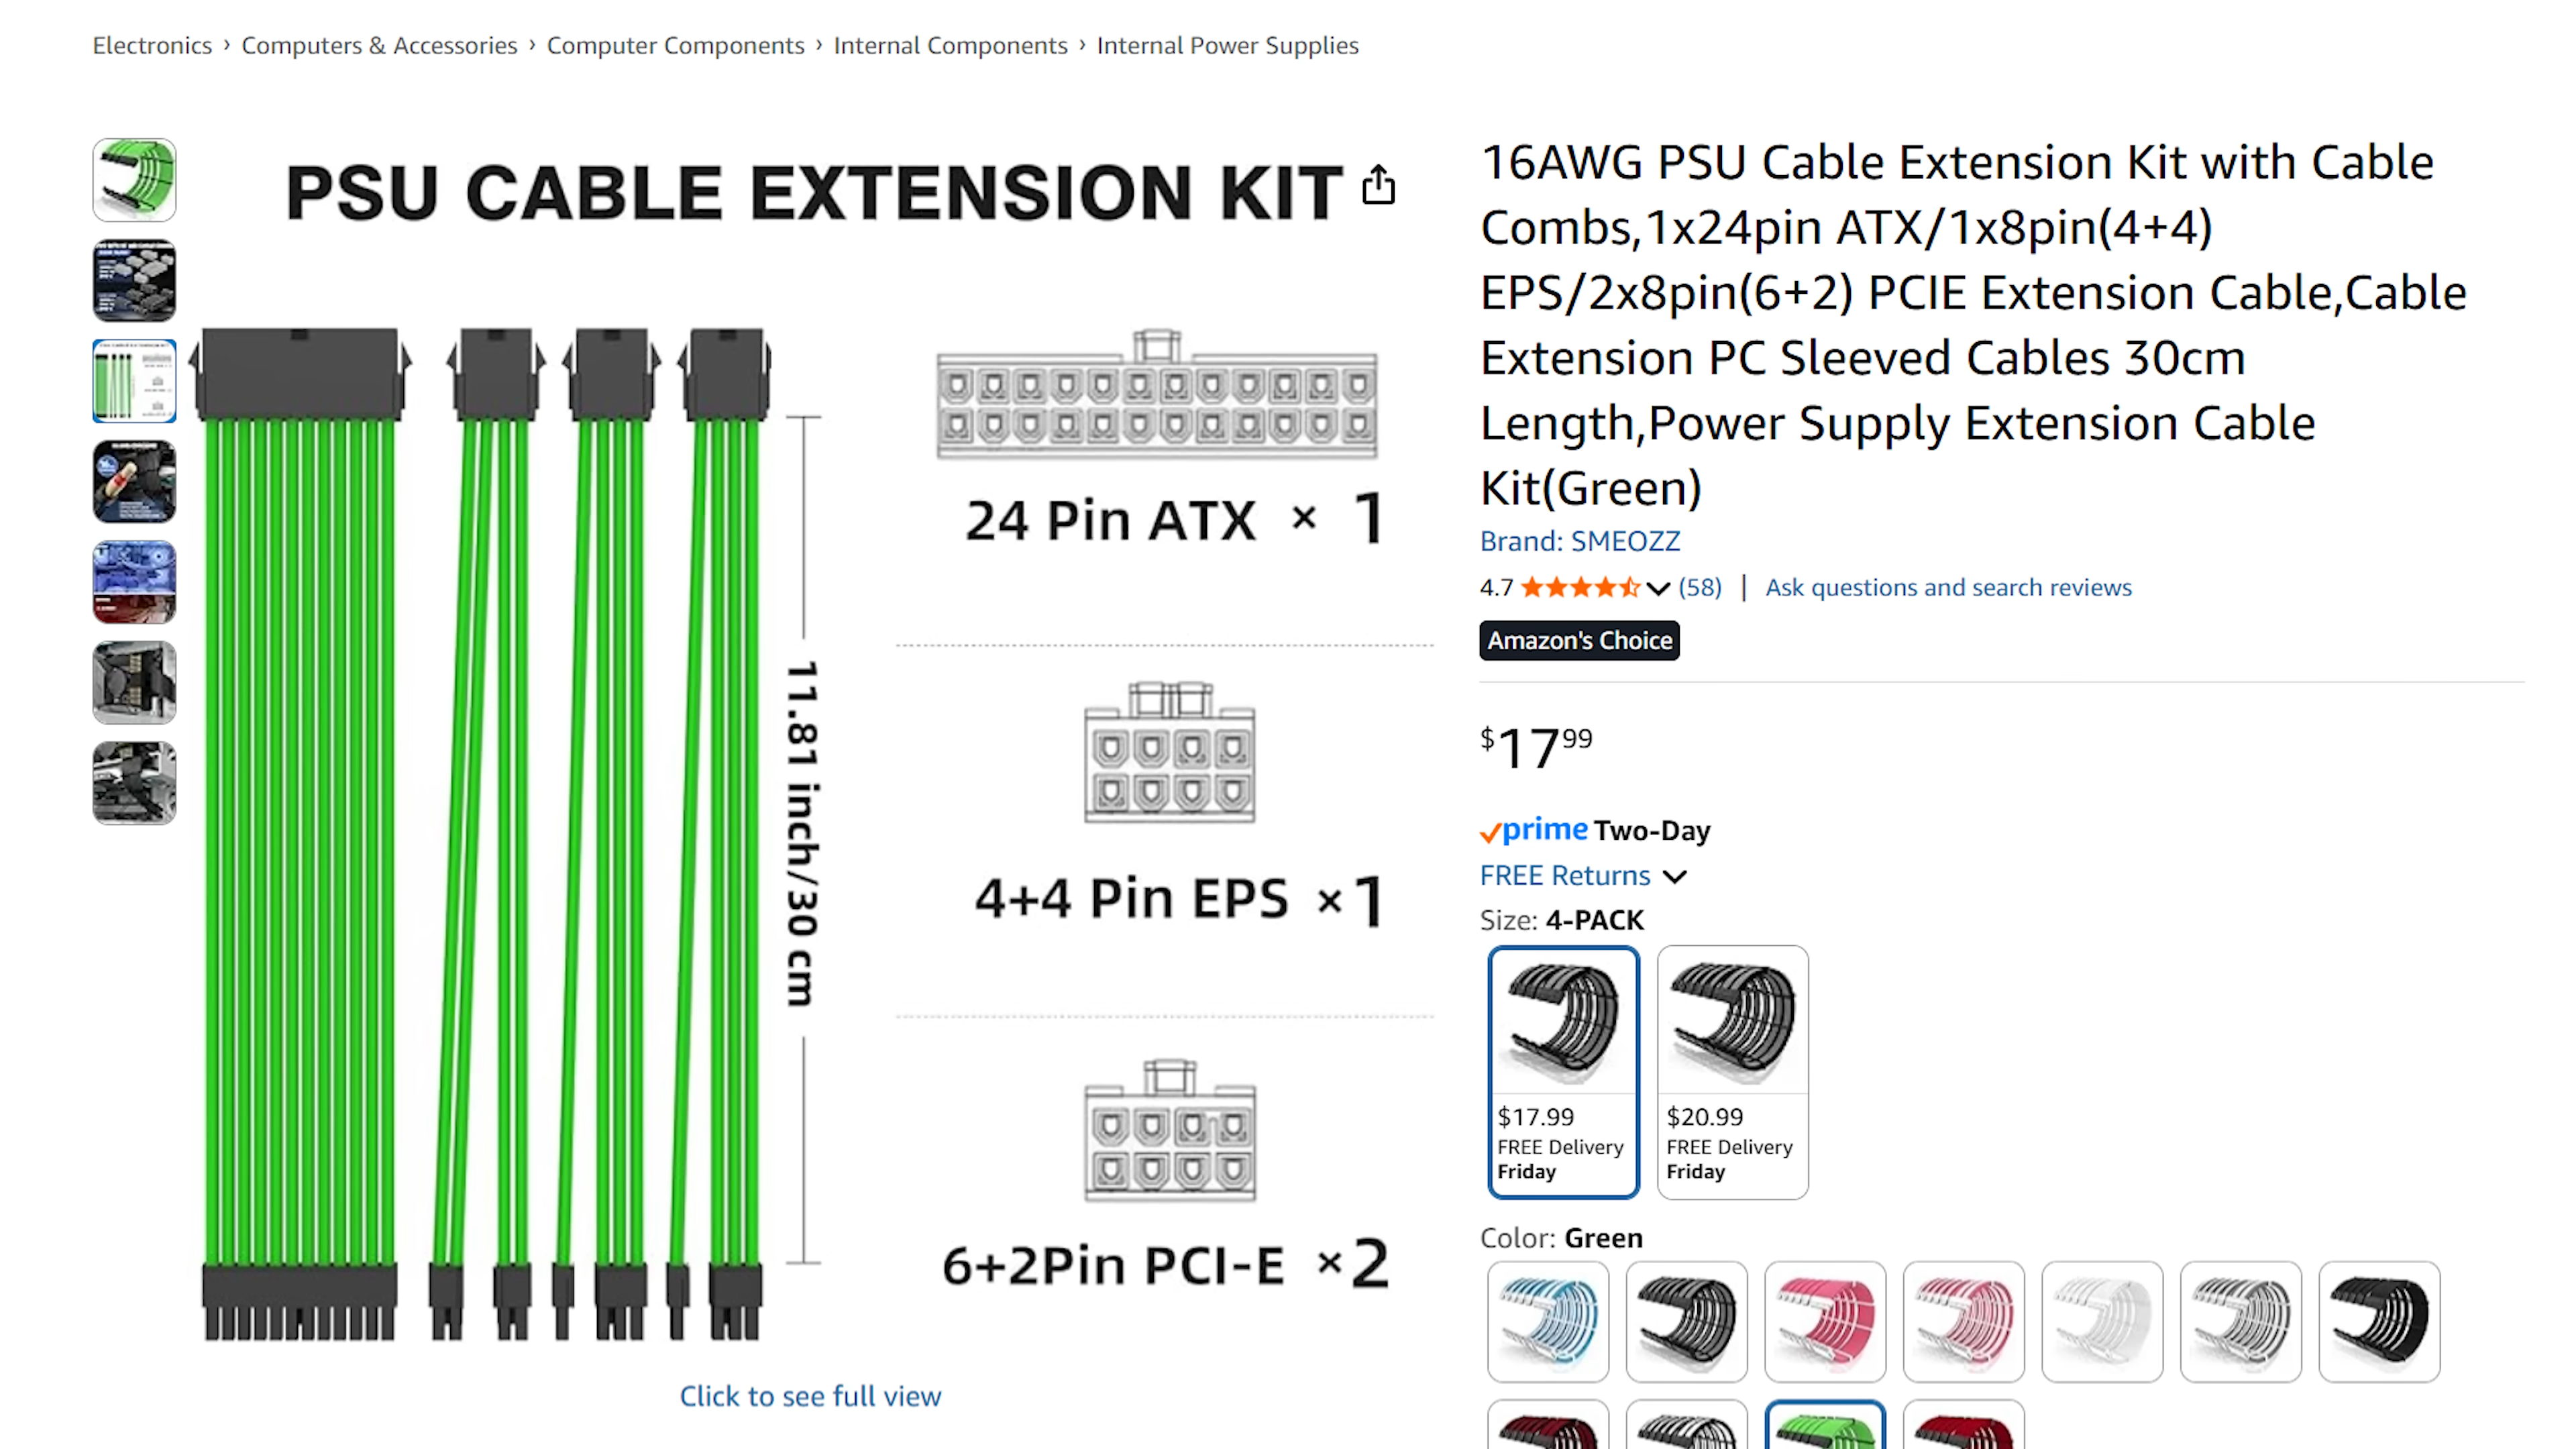 Electronics › Computers & Accessories › Computer Components › Internal Components › Internal Power Supplies
PSU CABLE EXTENSION KIT
11.81 inch/30 cm
24 Pin ATX × 1
4+4 Pin EPS ×1
6+2Pin PCI-E ×2
Click to see full view
16AWG PSU Cable Extension Kit with Cable
Combs,1x24pin ATX/1x8pin(4+4)
EPS/2x8pin(6+2) PCIE Extension Cable,Cable
Extension PC Sleeved Cables 30cm
Length,Power Supply Extension Cable
Kit(Green)
Brand: SMEOZZ
4.7 (58) | Ask questions and search reviews
Amazon's Choice
$17.99
prime Two-Day
FREE Returns
Size: 4-PACK
$17.99
FREE Delivery
Friday
$20.99
FREE Delivery
Friday
Color: Green